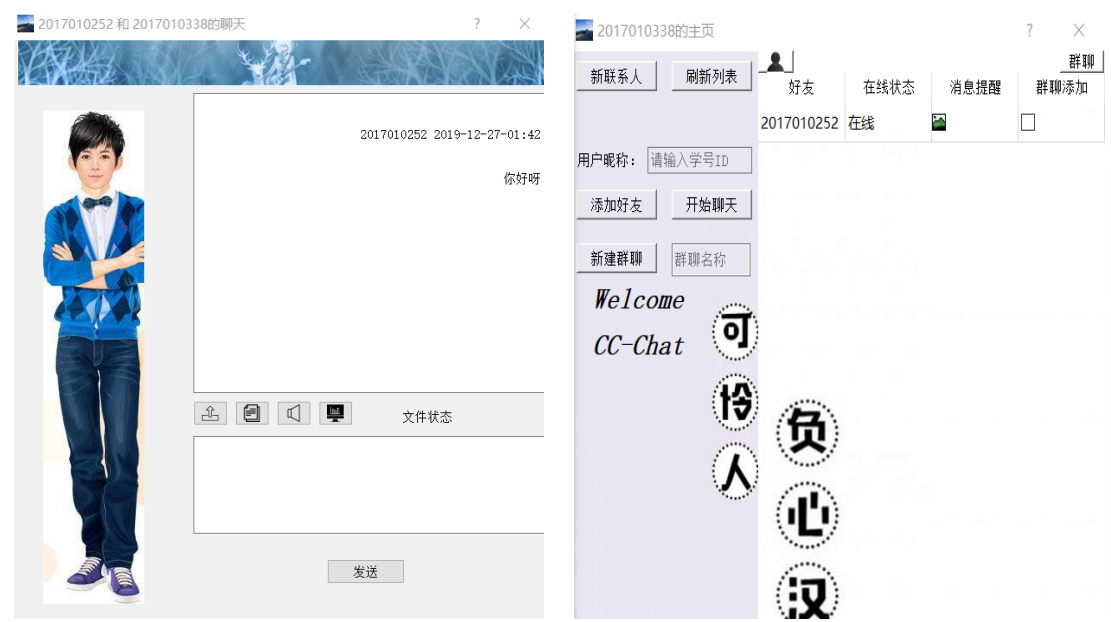 2017010252 和 2017010338的聊天
2017010252 2019-12-27-01:42
你好呀
文件状态
发送
2017010338的主页
新联系人 刷新列表
用户昵称： 请输入学号ID
添加好友 开始聊天
新建群聊 群聊名称
Welcome
CC-Chat
可
怜
人
群聊
好友 在线状态 消息提醒 群聊添加
2017010252 在线
负
心
汉